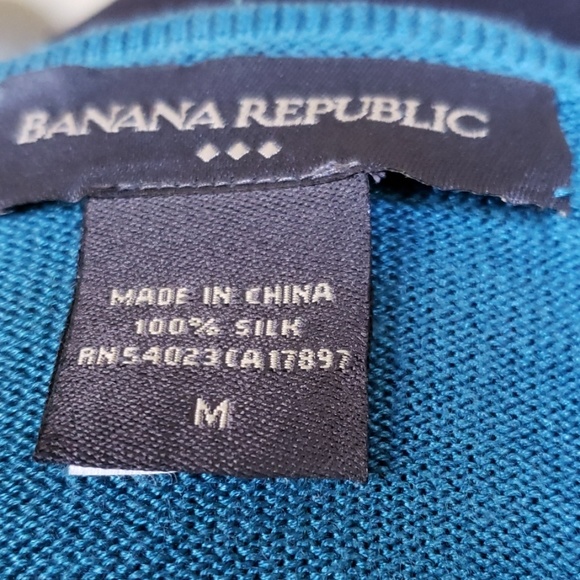 BANANA REPUBLIC
MADE IN CHINA
100% SILK
RN54023CA17897
M